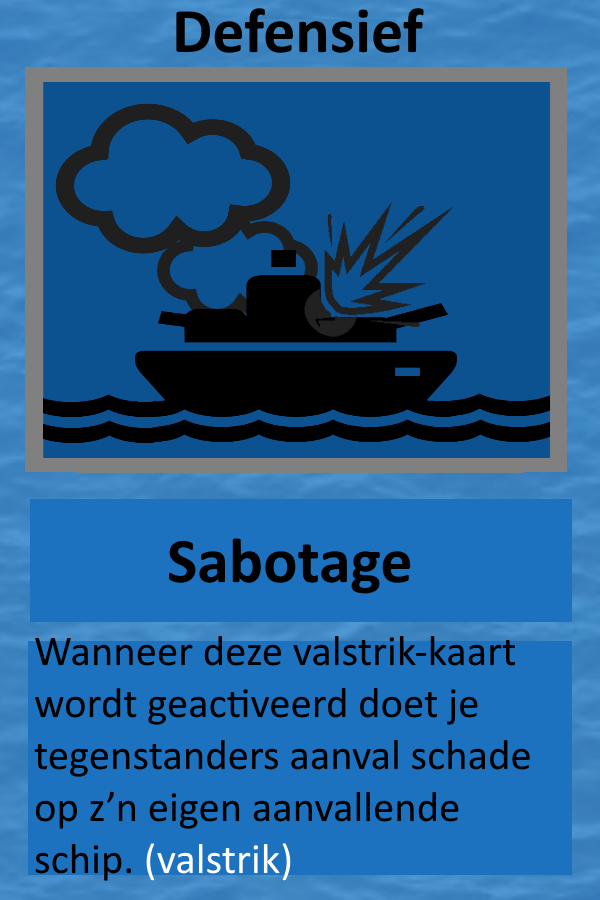 Defensief
Sabotage
Wanneer deze valstrik-kaart
wordt geactiveerd doet je
tegenstanders aanval schade
op z’n eigen aanvallende
schip. (valstrik)